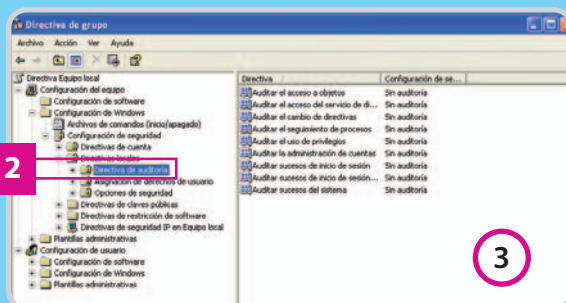 Directiva de grupo
Archivo Acción Ver Ayuda
Directiva Equipo local
Configuración del equipo
Configuración de software
Configuración de Windows
Archivos de comandos (inicio/apagado)
Configuración de seguridad
Directivas de cuenta
Directivas locales
2
Directiva de auditoría
Asignación de derechos de usuario
Opciones de seguridad
Directivas de claves públicas
Directivas de restricción de software
Directivas de seguridad IP en Equipo local
Plantillas administrativas
Configuración de usuario
Configuración de software
Configuración de Windows
Plantillas administrativas
Directiva Configuración de se...
Auditar el acceso a objetos Sin auditoría
Auditar el acceso del servicio de di... Sin auditoría
Auditar el cambio de directivas Sin auditoría
Auditar el seguimiento de procesos Sin auditoría
Auditar el uso de privilegios Sin auditoría
Auditar la administración de cuentas Sin auditoría
Auditar sucesos de inicio de sesión Sin auditoría
Auditar sucesos de inicio de sesión... Sin auditoría
Auditar sucesos del sistema Sin auditoría
3